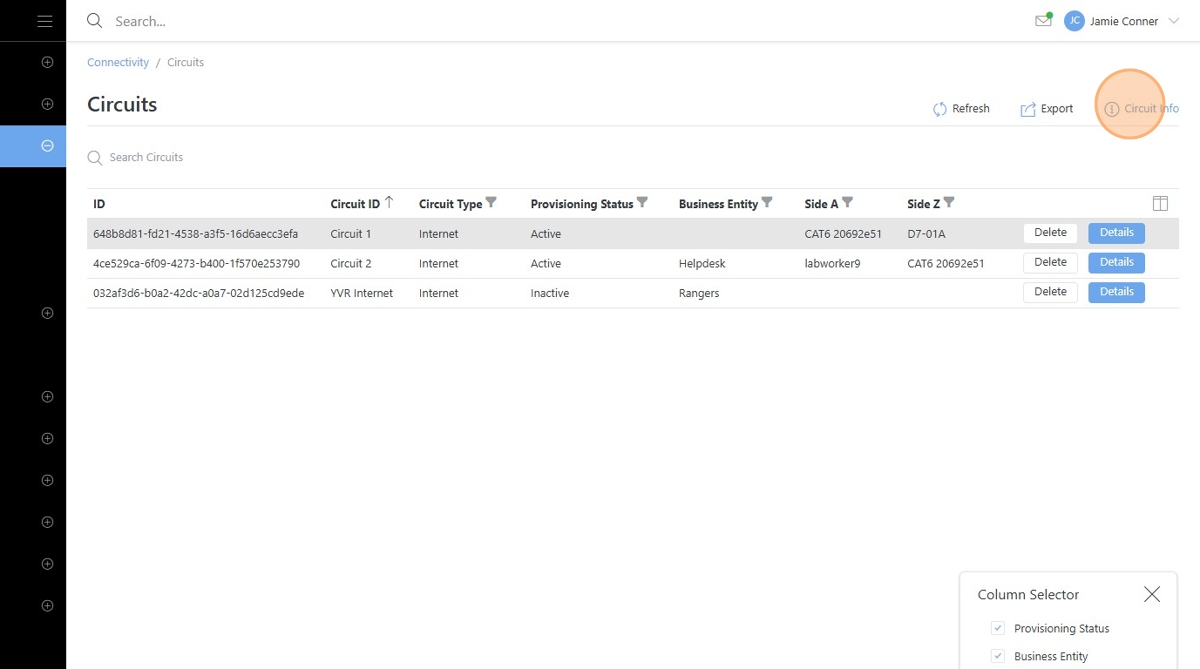 Search...
JC Jamie Conner
Connectivity / Circuits
Circuits
Refresh Export Circuit Info
Search Circuits
ID Circuit ID Circuit Type Provisioning Status Business Entity Side A Side Z
648b8d81-fd21-4538-a3f5-16d6aecc3efa Circuit 1 Internet Active CAT6 20692e51 D7-01A Delete Details
4ce529ca-6f09-4273-b400-1f570e253790 Circuit 2 Internet Active Helpdesk labworker9 CAT6 20692e51 Delete Details
032af3d6-b0a2-42dc-a0a7-02d125cd9ede YVR Internet Internet Inactive Rangers Delete Details
Column Selector
Provisioning Status
Business Entity